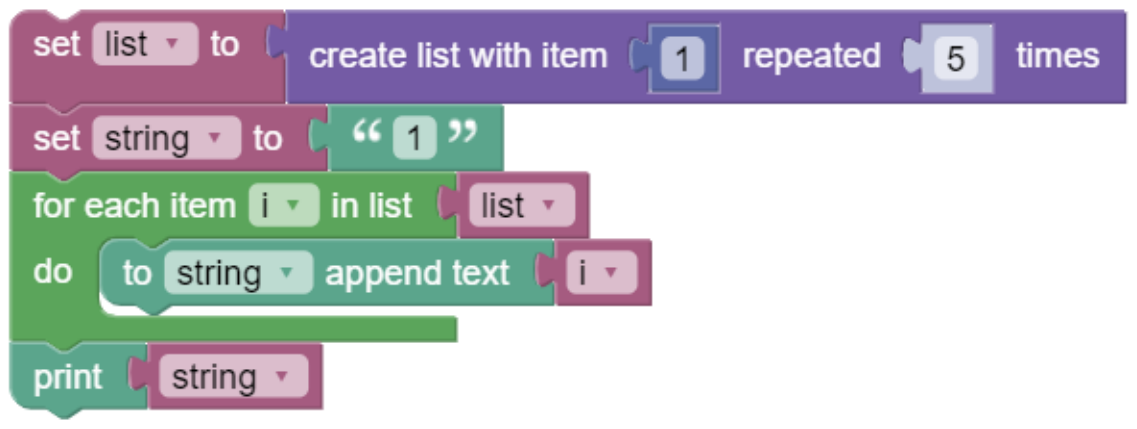 set list to create list with item 1 repeated 5 times
set string to “ 1 ”
for each item i in list list
do to string append text i
print string